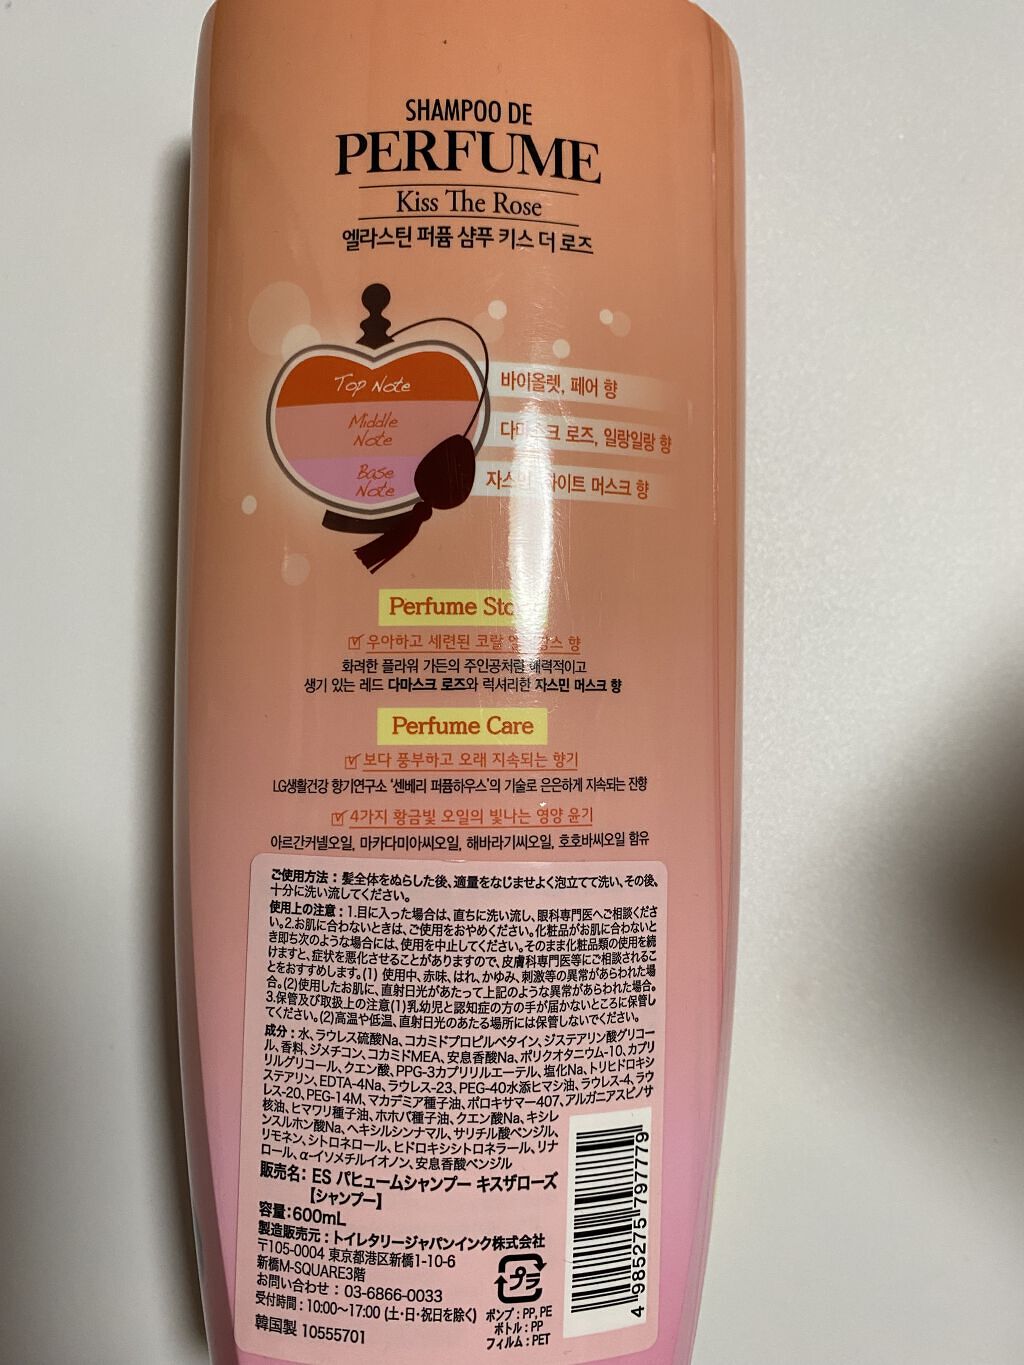 SHAMPOO DE
PERFUME
Kiss The Rose
엘라스틴 퍼퓸 샴푸 키스 더 로즈
Top Note
바이올렛, 페어 향
Middle
Note
로즈, 일랑일랑 향
Base
Note
머스크 향
Perfume
우아하고 세련된 코랄 향
화려한 플라워 가든의 주인공처럼 매력적이고
생기 있는 레드 다마스크 로즈와 럭셔리한 자스민 머스크 향
Perfume Care
보다 풍부하고 오래 지속되는 향기
LG생활건강 향기연구소 '센베리 퍼퓸하우스'의 기술로 은은하게 지속되는 잔향
4가지 황금빛 오일의 빛나는 영양 윤기
아르간커넬오일, 마카다미아씨오일, 해바라기씨오일, 호호바씨오일 함유
ご使用方法：髪全体をぬらした後、適量をなじませよく泡立てて洗い、その後、
十分に洗い流してください。
使用上の注意：1.目に入った場合は、直ちに洗い流し、眼科専門医へご相談くださ
い。2.お肌に合わないときは、ご使用をおやめください。化粧品がお肌に合わないと
き即ち次のような場合には、使用を中止してください。そのまま化粧品類の使用を続
けますと、症状を悪化させることがありますので、皮膚科専門医等にご相談されるこ
とをおすすめします。(1) 使用中、赤味、はれ、かゆみ、刺激等の異常があらわれた場
合。(2)使用したお肌に、直射日光があたって上記のような異常があらわれた場合。
3.保管及び取扱上の注意(1)乳幼児と認知症の方の手が届かないところに保管し
てください。(2)高温や低温、直射日光のあたる場所には保管しないでください。
成分：水、ラウレス硫酸Na、コカミドプロピルベタイン、ジステアリン酸グリコー
ル、香料、ジメチコン、コカミドMEA、安息香酸Na、ポリクオタニウム-10、カプリ
リルグリコール、クエン酸、PPG-3カプリリルエーテル、塩化Na、トリヒドロキシ
ステアリン、EDTA-4Na、ラウレス-23、PEG-40水添ヒマシ油、ラウレス-4、ラウ
レス-20、PEG-14M、マカデミア種子油、ポロキサマー407、アルガニアスピノサ
核油、ヒマワリ種子油、ホホバ種子油、クエン酸Na、キシレ
ンスルホン酸Na、ヘキシルシンナマル、サリチル酸ベンジル、
リモネン、シトロネロール、ヒドロキシシトロネラール、リナ
ロール、α-イソメチルイオノン、安息香酸ベンジル
販売名：ES パヒュームシャンプー キスザローズ
【シャンプー】
容量：600mL
製造販売元：トイレタリージャパンインク株式会社
〒105-0004 東京都港区新橋1-10-6
新橋M-SQUARE3階
お問い合わせ：03-6866-0033
受付時間：10:00～17:00 (土・日・祝日を除く)
韓国製 10555701
プラ
ポンプ：PP, PE
ボトル：PP
フィルム：PET
4 985275 797779